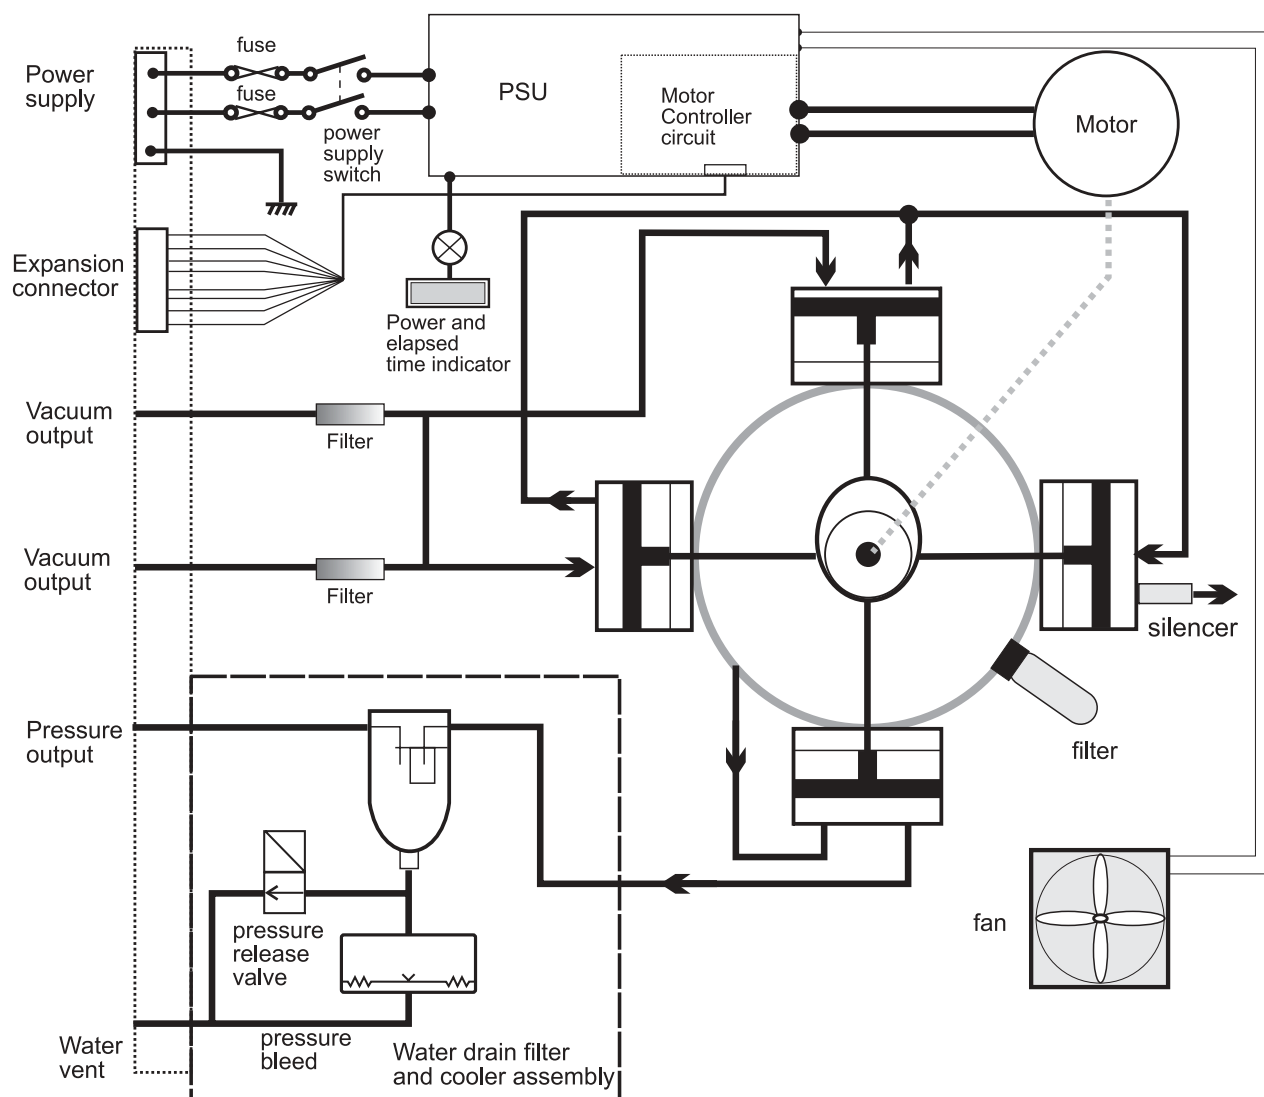 fuse
Power
supply
PSU
fuse
Motor
Controller
circuit
Motor
power
supply
switch
Expansion
connector
Power and
elapsed
time indicator
Vacuum
output
Filter
Vacuum
output
Filter
silencer
Pressure
output
filter
fan
pressure
release
valve
pressure
bleed
Water
vent
Water drain filter
and cooler assembly